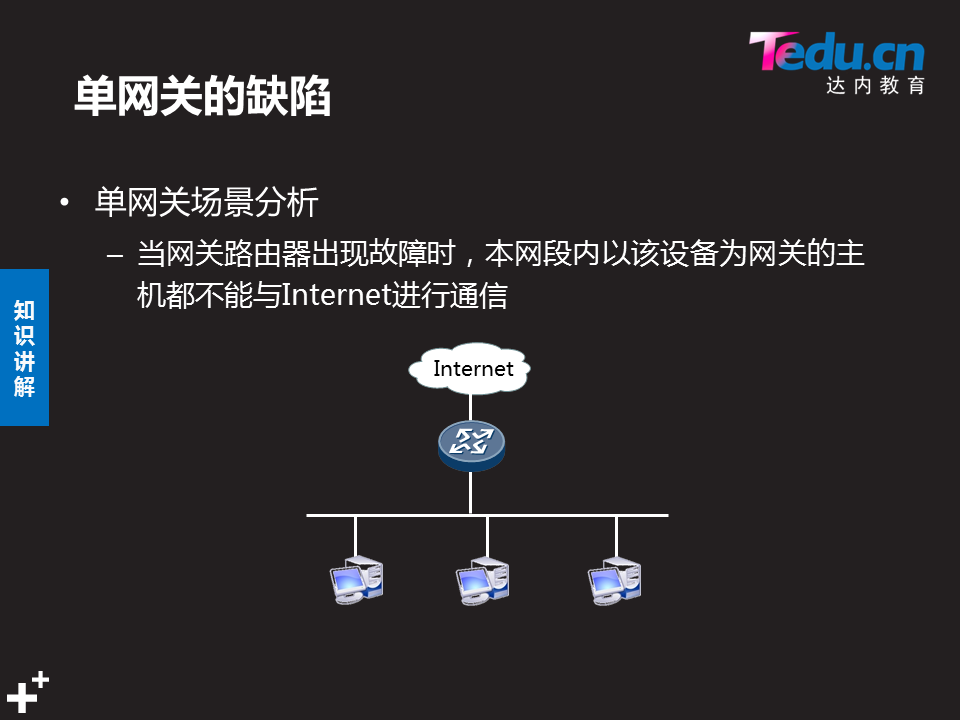 Tedu.cn
达内教育
单网关的缺陷
• 单网关场景分析
– 当网关路由器出现故障时，本网段内以该设备为网关的主
机都不能与Internet进行通信
知
识
讲
解
Internet